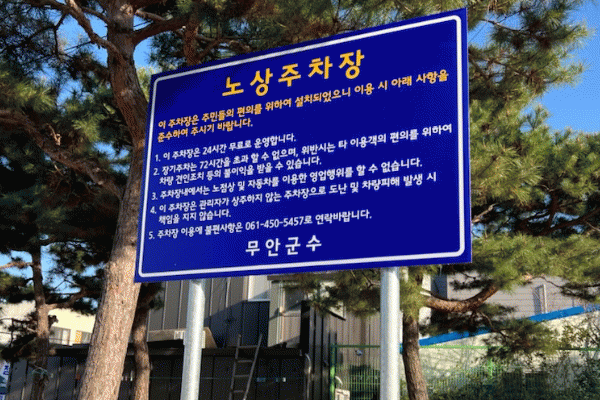 노상주차장
이 주차장은 주민들의 편의를 위하여 설치되었으니 이용 시 아래 사항을
준수하여 주시기 바랍니다.
1. 이 주차장은 24시간 무료로 운영합니다.
2. 장기주차는 72시간을 초과 할 수 없으며, 위반시는 타 이용객의 편의를 위하여
차량 견인조치 등의 불이익을 받을 수 있습니다.
3. 주차장내에서는 노점상 및 자동차를 이용한 영업행위를 할 수 없습니다.
4. 이 주차장은 관리자가 상주하지 않는 주차장으로 도난 및 차량피해 발생 시
책임을 지지 않습니다.
5. 주차장 이용에 불편사항은 061-450-5457로 연락바랍니다.
무안군수